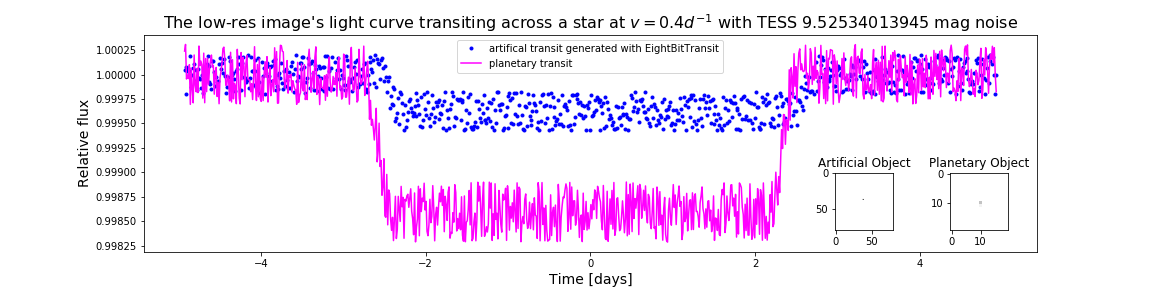 The low-res image's light curve transiting across a star at v = 0.4d⁻¹ with TESS 9.52534013945 mag noise
artifical transit generated with EightBitTransit
planetary transit
Relative flux
1.00025
1.00000
0.99975
0.99950
0.99925
0.99900
0.99875
0.99850
0.99825
Artificial Object
0
50
0 50
Planetary Object
0
10
0 10
−4 −2 0 2 4
Time [days]